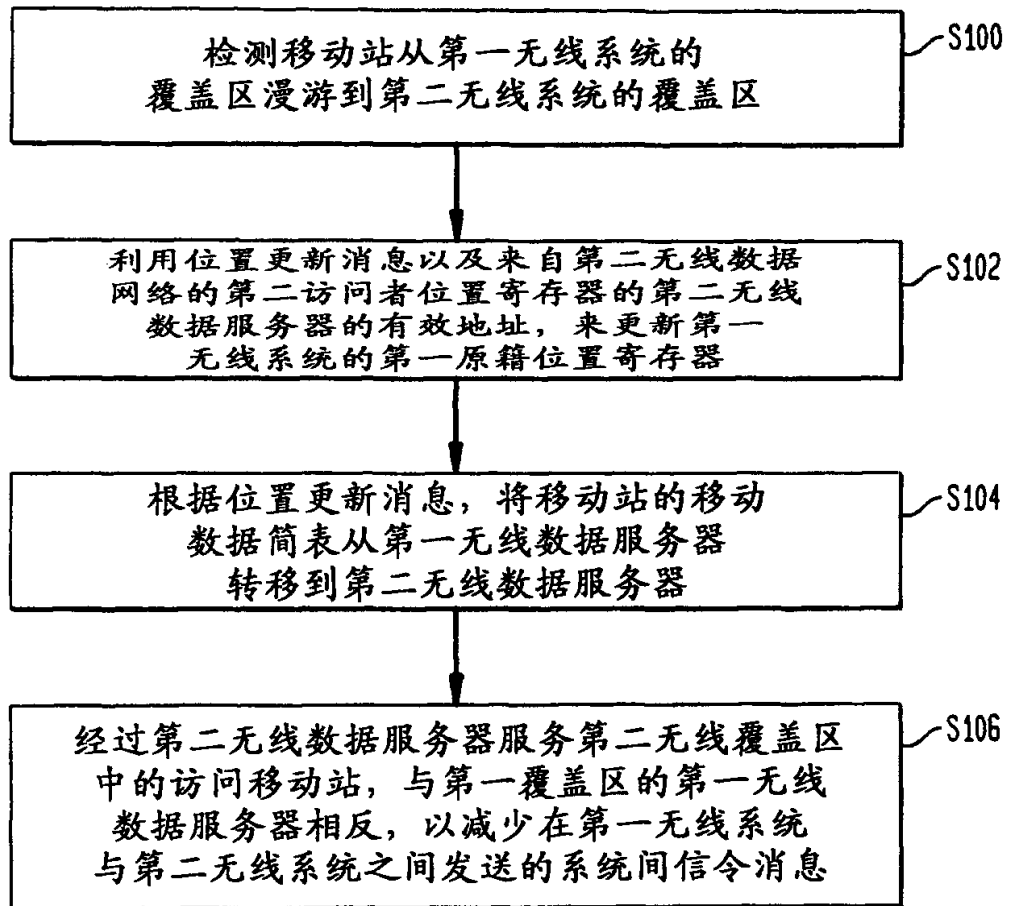 检测移动站从第一无线系统的
覆盖区漫游到第二无线系统的覆盖区
S100
利用位置更新消息以及来自第二无线数据
网络的第二访问者位置寄存器的第二无线
数据服务器的有效地址，来更新第一
无线系统的第一原籍位置寄存器
S102
根据位置更新消息，将移动站的移动
数据简表从第一无线数据服务器
转移到第二无线数据服务器
S104
经过第二无线数据服务器服务第二无线覆盖区
中的访问移动站，与第一覆盖区的第一无线
数据服务器相反，以减少在第一无线系统
与第二无线系统之间发送的系统间信令消息
S106